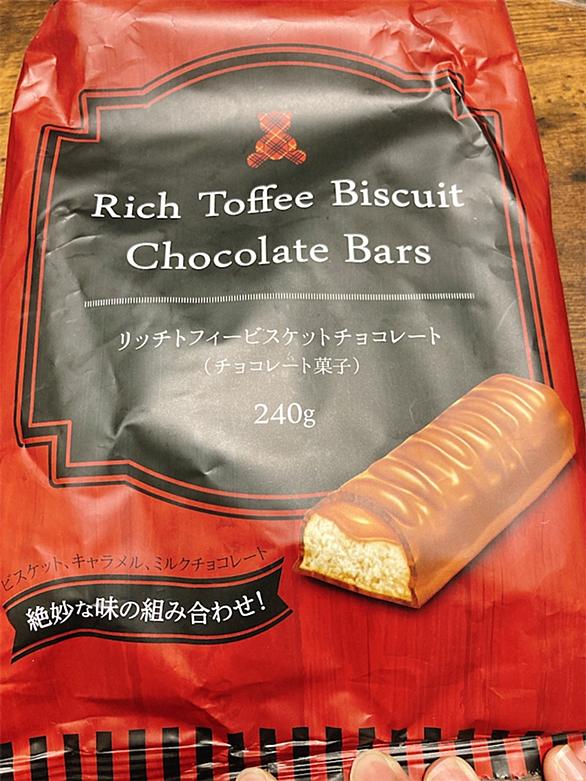 Rich Toffee Biscuit
Chocolate Bars
リッチトフィービスケットチョコレート
(チョコレート菓子)
240g
ビスケット、キャラメル、ミルクチョコレート
絶妙な味の組み合わせ!